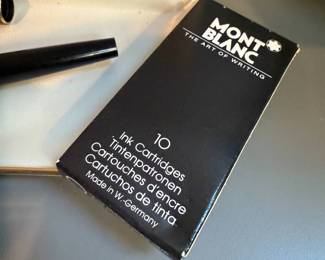 MONT
BLANC
THE ART OF WRITING
10
Ink Cartridges
Tintenpatronen
Cartouches d'encre
Cartuchos de tinta
Made in W.-Germany